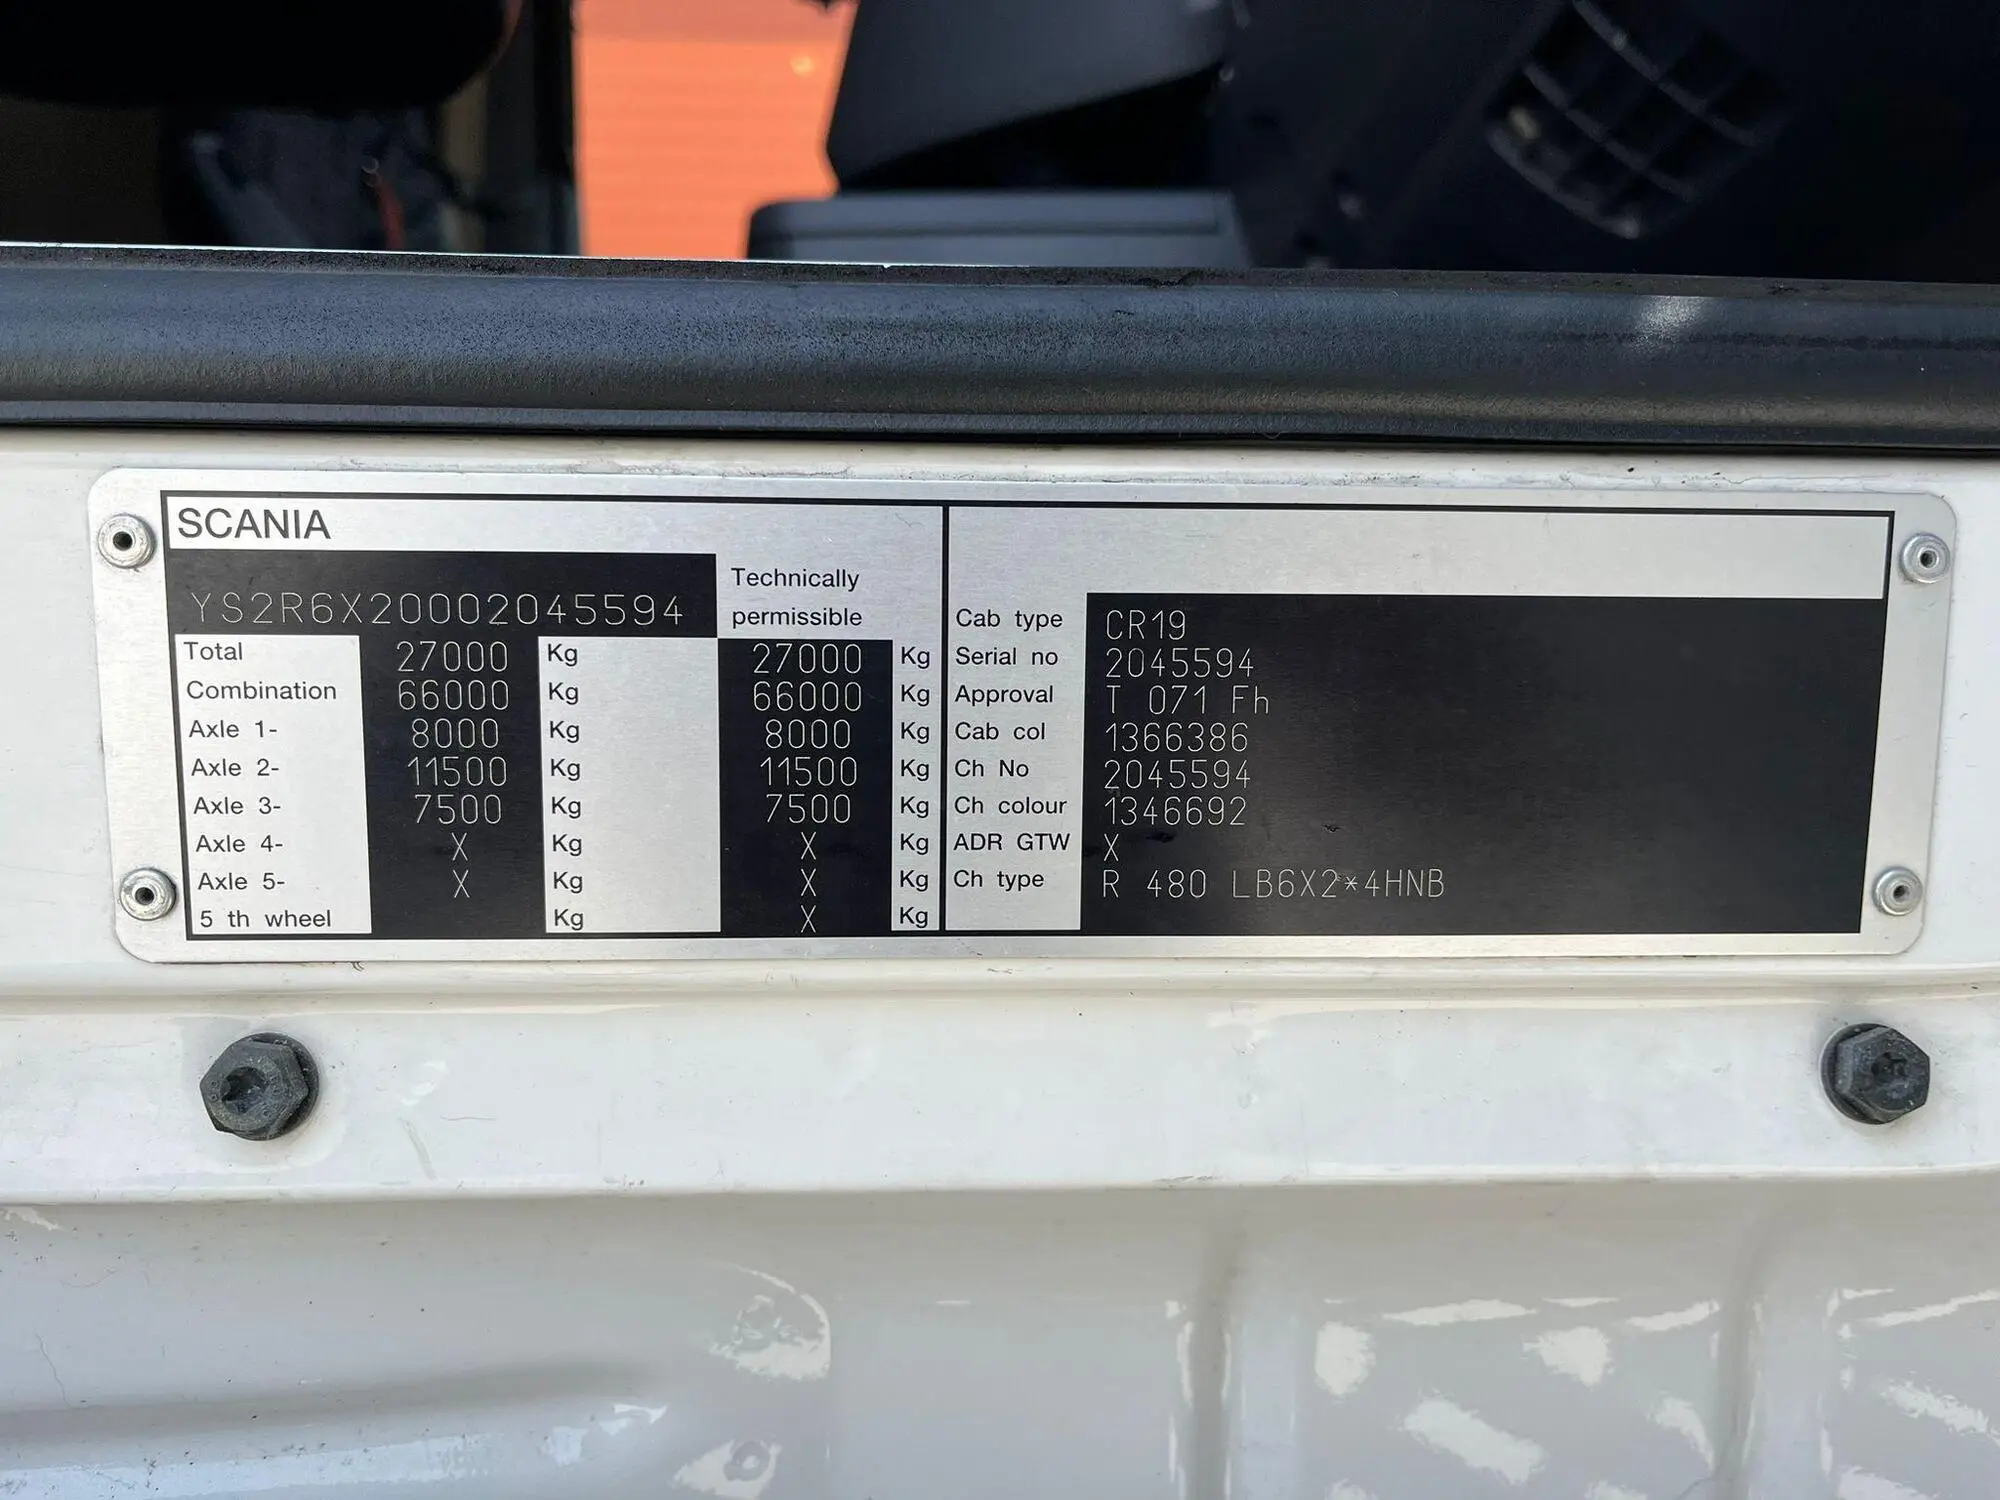 SCANIA
YS2R6X20002045594
Technically
permissible
Total 27000 Kg 27000 Kg
Combination 66000 Kg 66000 Kg
Axle 1- 8000 Kg 8000 Kg
Axle 2- 11500 Kg 11500 Kg
Axle 3- 7500 Kg 7500 Kg
Axle 4- X Kg X Kg
Axle 5- X Kg X Kg
5 th wheel Kg X Kg
Cab type CR19
Serial no 2045594
Approval T 071 Fh
Cab col 1366386
Ch No 2045594
Ch colour 1346692
ADR GTW X
Ch type R 480 LB6X2*4HNB